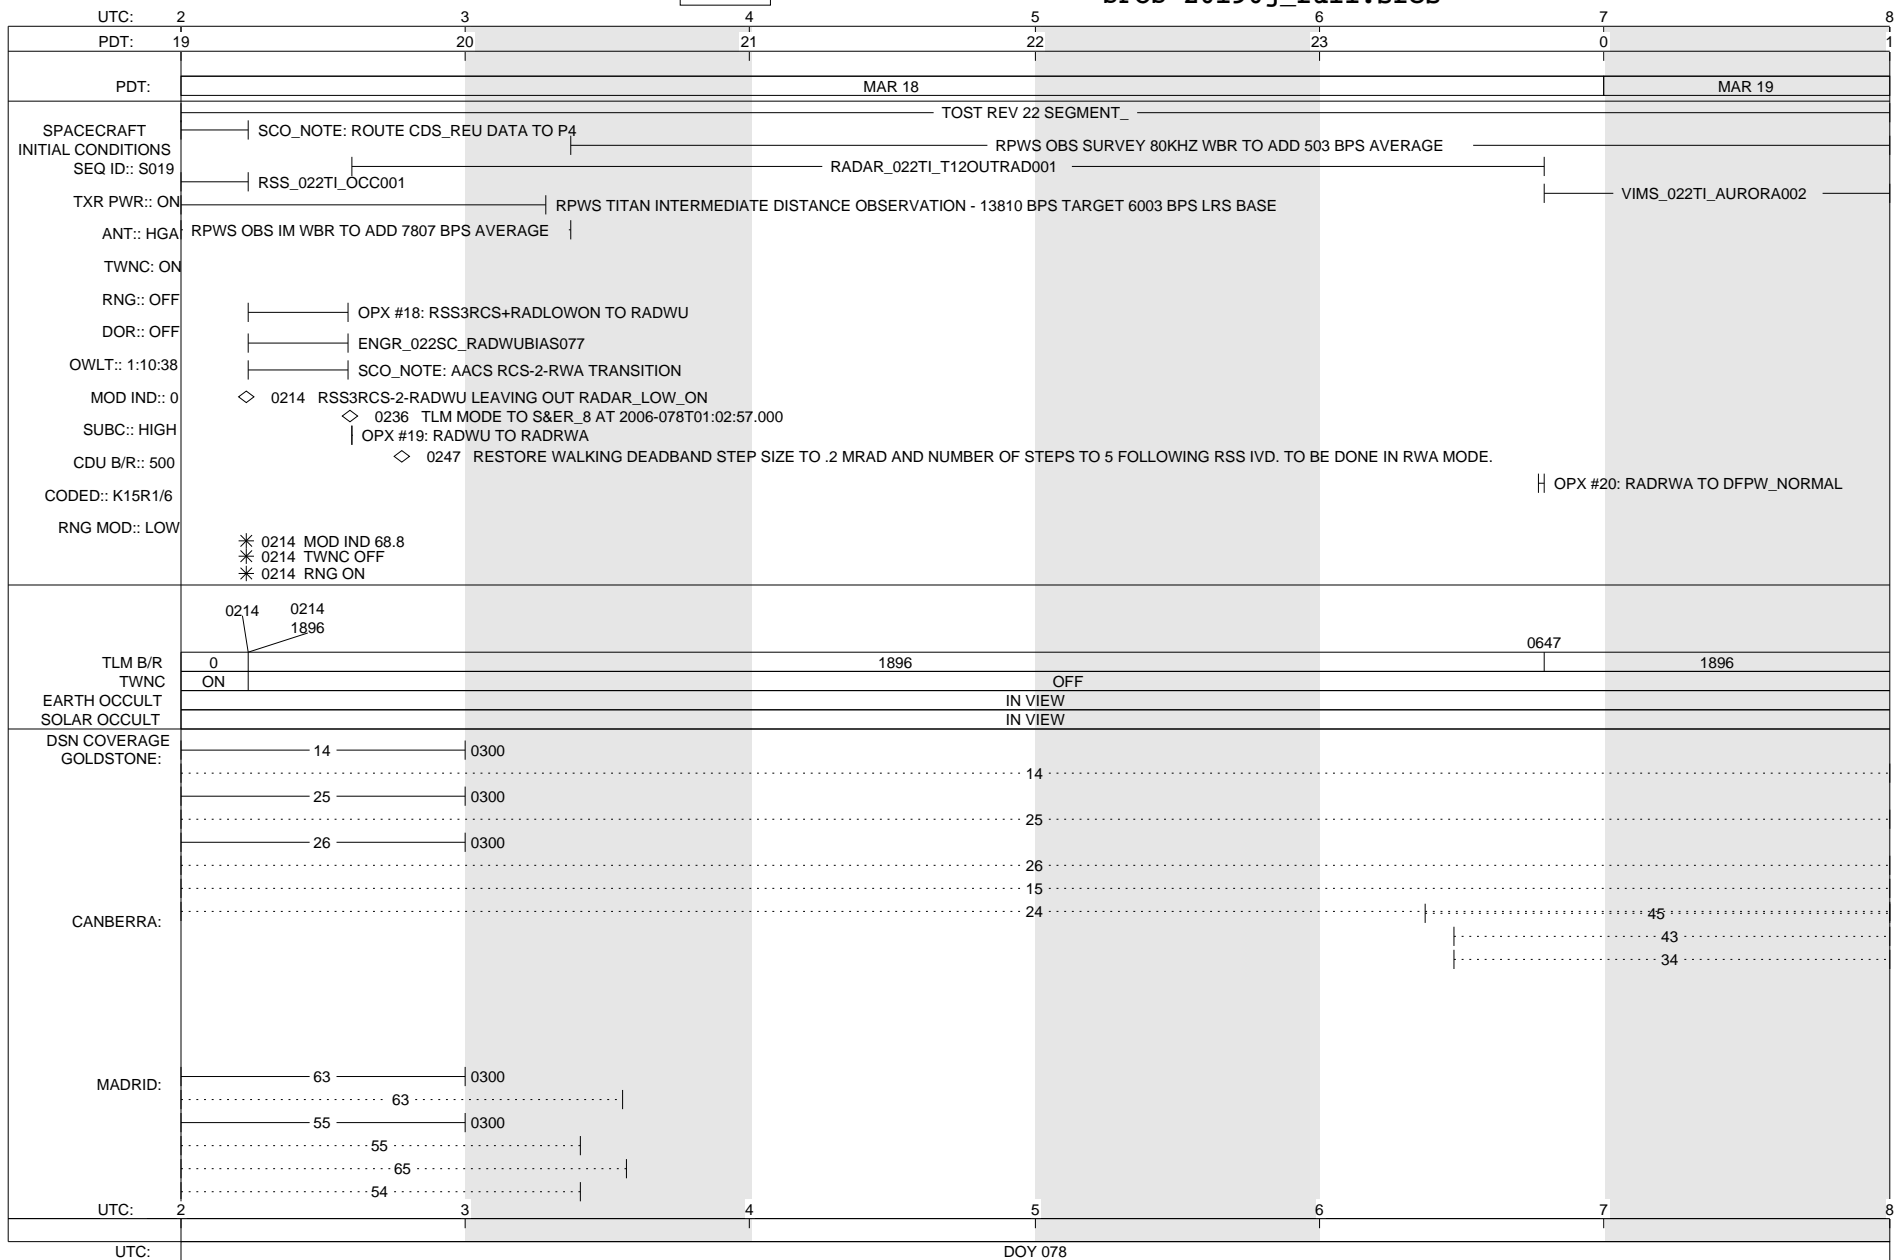 UTC: 2 3 4 5 6 7 8
PDT: 19 20 21 22 23 0 1
PDT: MAR 18 MAR 19
TOST REV 22 SEGMENT_
SPACECRAFT
INITIAL CONDITIONS
SEQ ID:: S019
TXR PWR:: ON
ANT:: HGA
TWNC: ON
RNG:: OFF
DOR:: OFF
OWLT:: 1:10:38
MOD IND:: 0
SUBC:: HIGH
CDU B/R:: 500
CODED:: K15R1/6
RNG MOD:: LOW
SCO_NOTE: ROUTE CDS_REU DATA TO P4
RPWS OBS SURVEY 80KHZ WBR TO ADD 503 BPS AVERAGE
RADAR_022TI_T12OUTRAD001
RSS_022TI_OCC001
VIMS_022TI_AURORA002
RPWS TITAN INTERMEDIATE DISTANCE OBSERVATION - 13810 BPS TARGET 6003 BPS LRS BASE
RPWS OBS IM WBR TO ADD 7807 BPS AVERAGE
OPX #18: RSS3RCS+RADLOWON TO RADWU
ENGR_022SC_RADWUBIAS077
SCO_NOTE: AACS RCS-2-RWA TRANSITION
0214 RSS3RCS-2-RADWU LEAVING OUT RADAR_LOW_ON
0236 TLM MODE TO S&ER_8 AT 2006-078T01:02:57.000
OPX #19: RADWU TO RADRWA
0247 RESTORE WALKING DEADBAND STEP SIZE TO .2 MRAD AND NUMBER OF STEPS TO 5 FOLLOWING RSS IVD. TO BE DONE IN RWA MODE.
OPX #20: RADRWA TO DFPW_NORMAL
0214 MOD IND 68.8
0214 TWNC OFF
0214 RNG ON
0214 0214
1896
0647
TLM B/R 0 1896 1896
TWNC ON OFF
EARTH OCCULT IN VIEW
SOLAR OCCULT IN VIEW
DSN COVERAGE
GOLDSTONE:
14 0300
14
25 0300
25
26 0300
26
15
24
CANBERRA:
45
43
34
MADRID:
63 0300
63
55 0300
55
65
54
UTC: 2 3 4 5 6 7 8
UTC: DOY 078